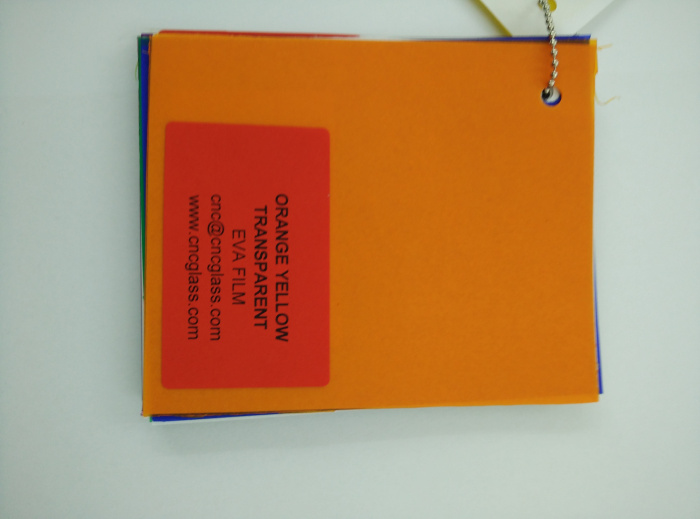 ORANGE YELLOW
TRANSPARENT
EVA FILM
cnc@cncglass.com
www.cncglass.com